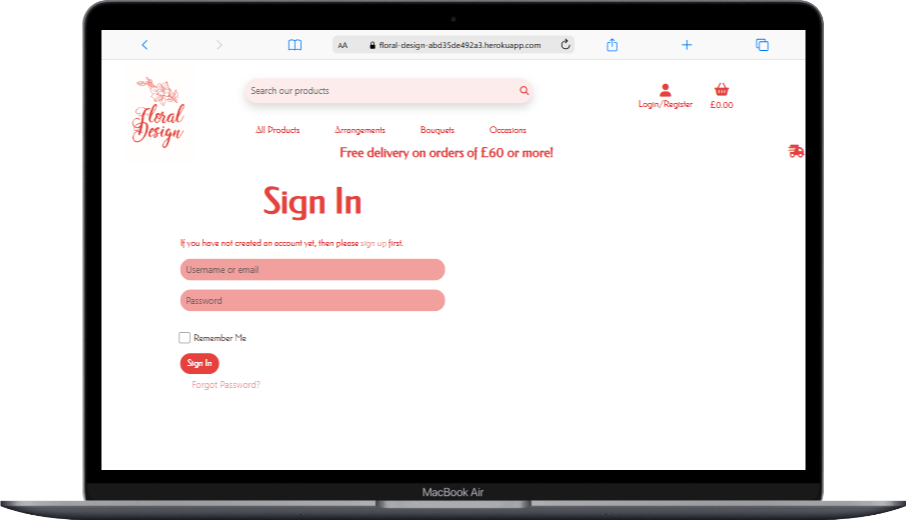 AA floral-design-abd35de492a3.herokuapp.com
Floral
Design
Search our products
Login/Register
£0.00
All Products Arrangements Bouquets Occasions
Free delivery on orders of £60 or more!
Sign In
If you have not created an account yet, then please sign up first.
Username or email
Password
Remember Me
Sign In
Forgot Password?
MacBook Air